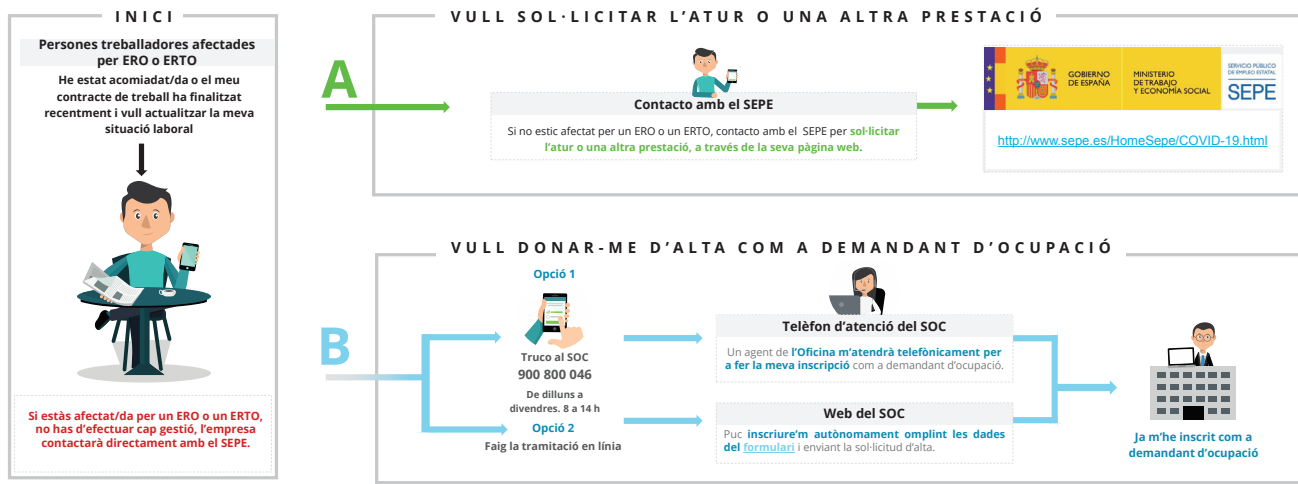 INICI
Persones treballadores afectades
per ERO o ERTO
He estat acomiadat/da o el meu
contracte de treball ha finalitzat
recentment i vull actualitzar la meva
situació laboral
Si estàs afectat/da per un ERO o un ERTO,
no has d'efectuar cap gestió, l'empresa
contactarà directament amb el SEPE.
VULL SOL·LICITAR L'ATUR O UNA ALTRA PRESTACIÓ
A
Contacto amb el SEPE
Si no estic afectat per un ERO o un ERTO, contacto amb el SEPE per sol·licitar
l'atur o una altra prestació, a través de la seva pàgina web.
GOBIERNO
DE ESPAÑA
MINISTERIO
DE TRABAJO
Y ECONOMÍA SOCIAL
SERVICIO PÚBLICO
DE EMPLEO ESTATAL
SEPE
http://www.sepe.es/HomeSepe/COVID-19.html
VULL DONAR-ME D'ALTA COM A DEMANDANT D'OCUPACIÓ
B
Opció 1
Truco al SOC
900 800 046
De dilluns a
divendres. 8 a 14 h
Opció 2
Faig la tramitació en línia
Telèfon d'atenció del SOC
Un agent de l'Oficina m'atendrà telefònicament per
a fer la meva inscripció com a demandant d'ocupació.
Web del SOC
Puc inscriure'm autònomament omplint les dades
del formulari i enviant la sol·licitud d'alta.
Ja m'he inscrit com a
demandant d'ocupació